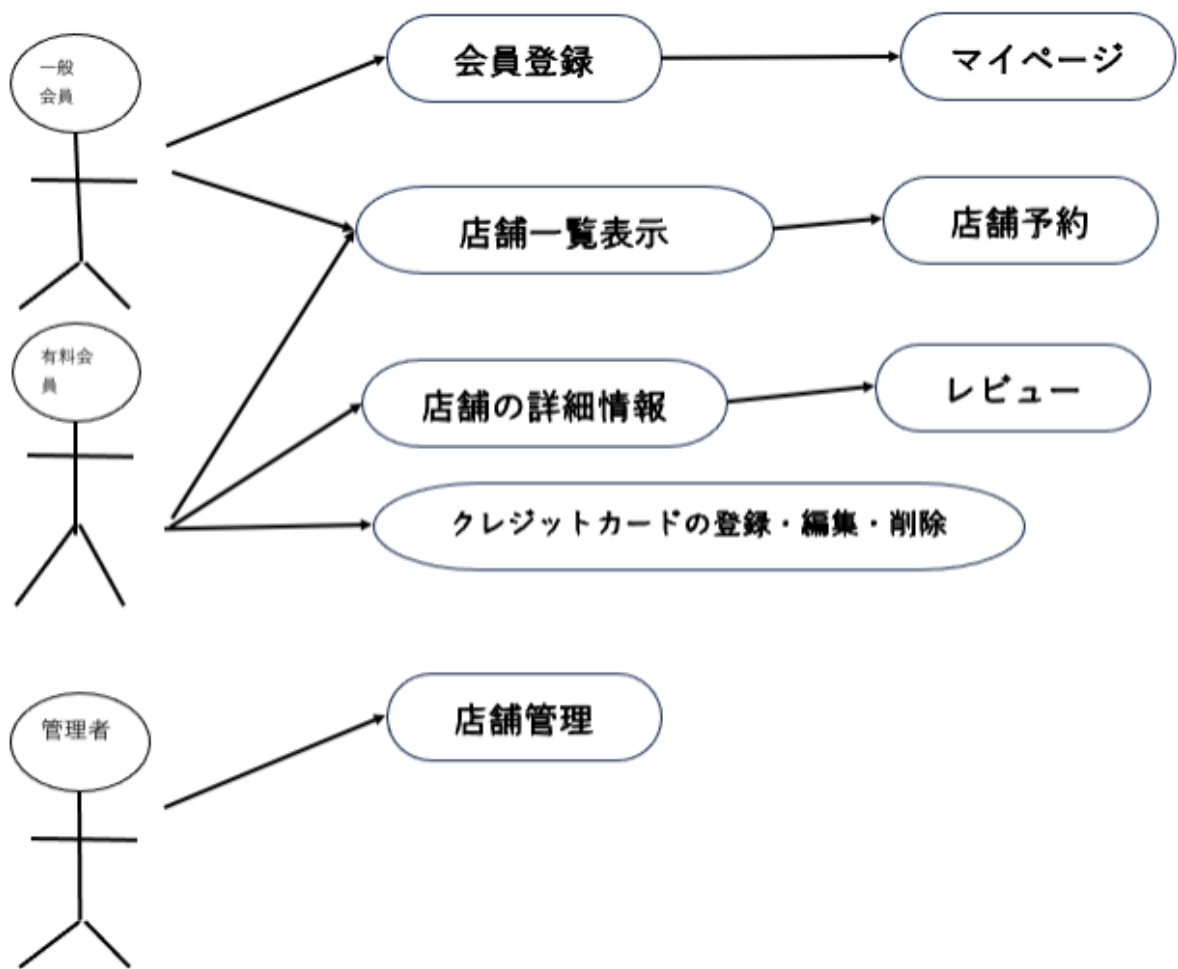 一般
会員
会員登録
マイページ
店舗一覧表示
店舗予約
有料会
員
店舗の詳細情報
レビュー
クレジットカードの登録・編集・削除
管理者
店舗管理